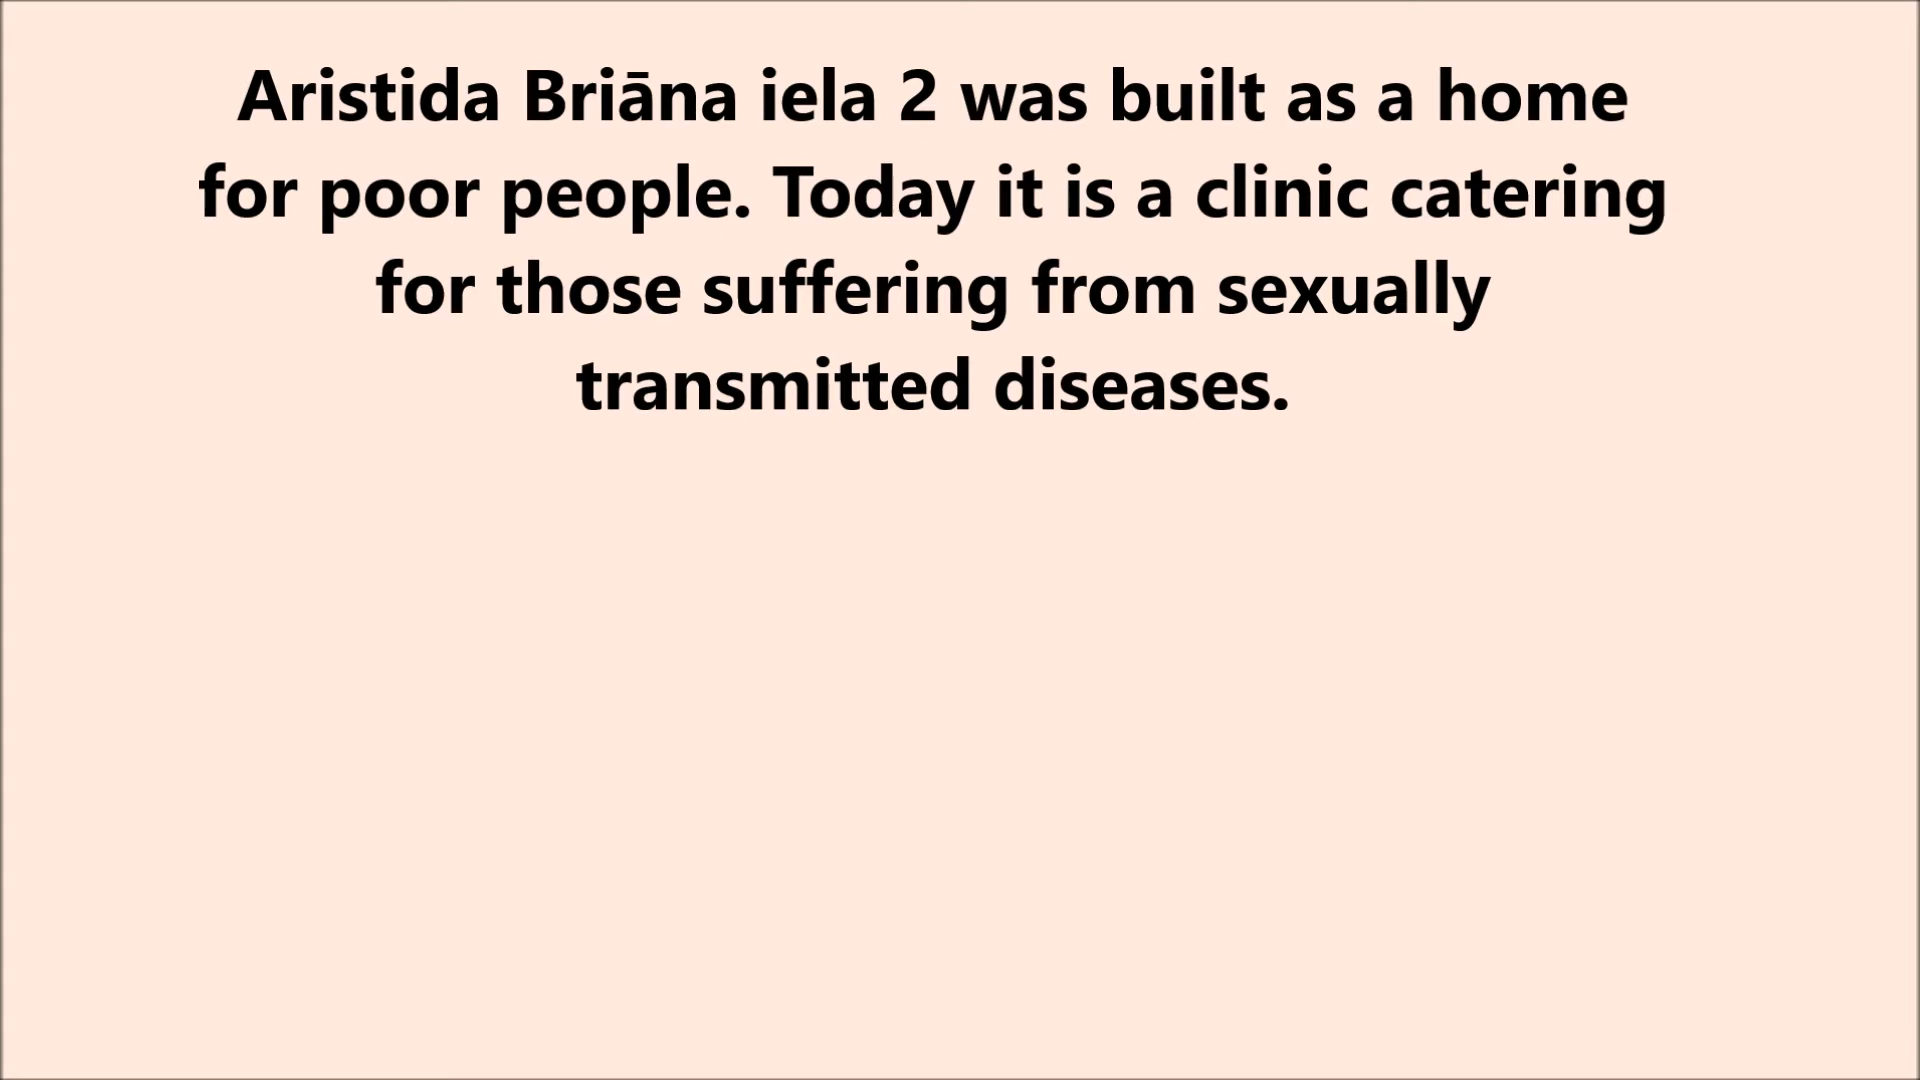 Aristida Briāna iela 2 was built as a home
for poor people. Today it is a clinic catering
for those suffering from sexually
transmitted diseases.